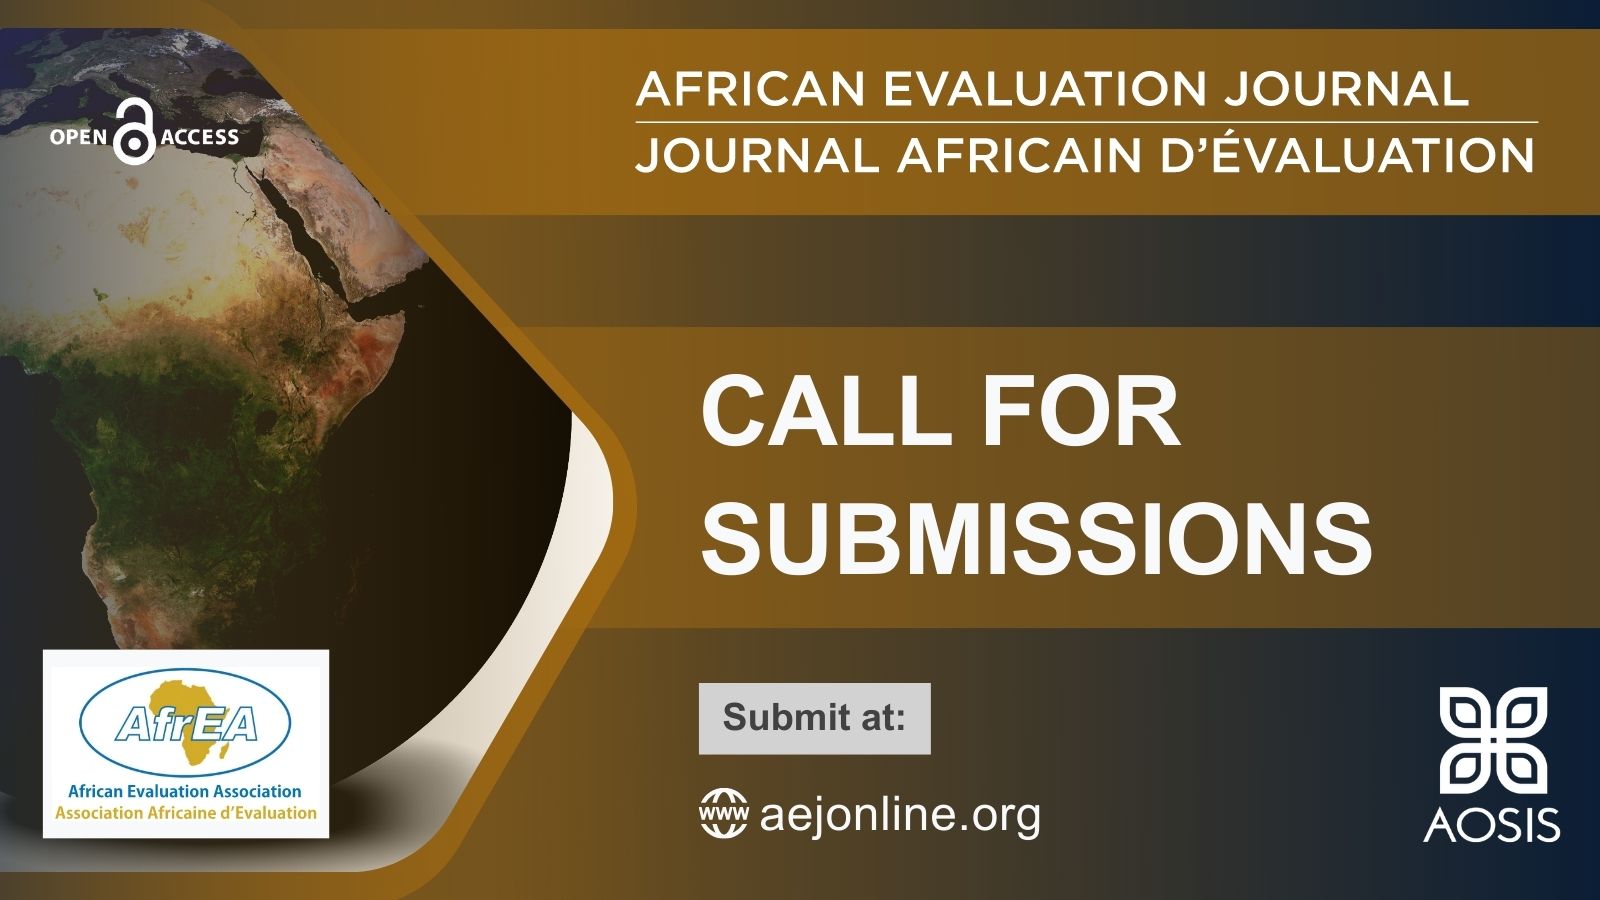 AFRICAN EVALUATION JOURNAL
JOURNAL AFRICAIN D'ÉVALUATION
OPEN ACCESS
CALL FOR
SUBMISSIONS
Submit at:
www aejonline.org
AfrEA
African Evaluation Association
Association Africaine d'Evaluation
AOSIS